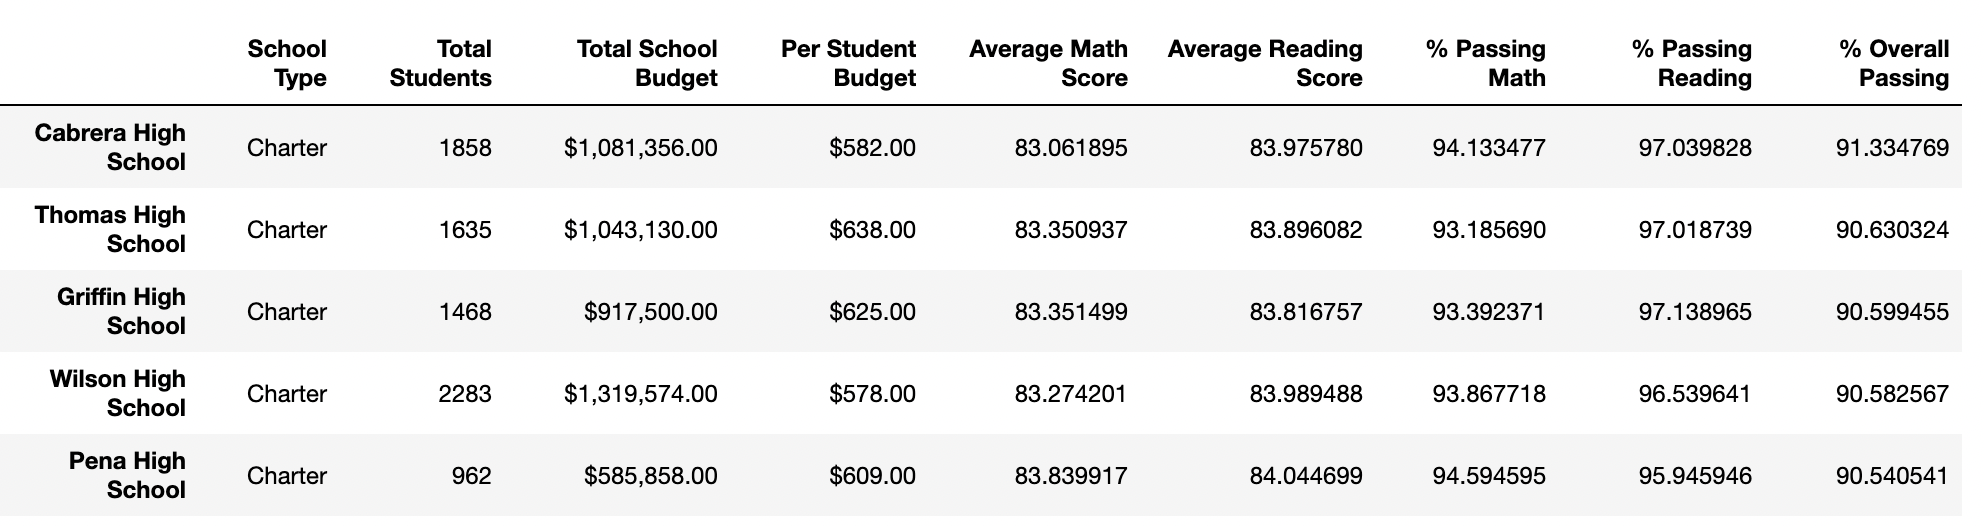 School Type Total Students Total School Budget Per Student Budget Average Math Score Average Reading Score % Passing Math % Passing Reading % Overall Passing
Cabrera High School Charter 1858 $1,081,356.00 $582.00 83.061895 83.975780 94.133477 97.039828 91.334769
Thomas High School Charter 1635 $1,043,130.00 $638.00 83.350937 83.896082 93.185690 97.018739 90.630324
Griffin High School Charter 1468 $917,500.00 $625.00 83.351499 83.816757 93.392371 97.138965 90.599455
Wilson High School Charter 2283 $1,319,574.00 $578.00 83.274201 83.989488 93.867718 96.539641 90.582567
Pena High School Charter 962 $585,858.00 $609.00 83.839917 84.044699 94.594595 95.945946 90.540541